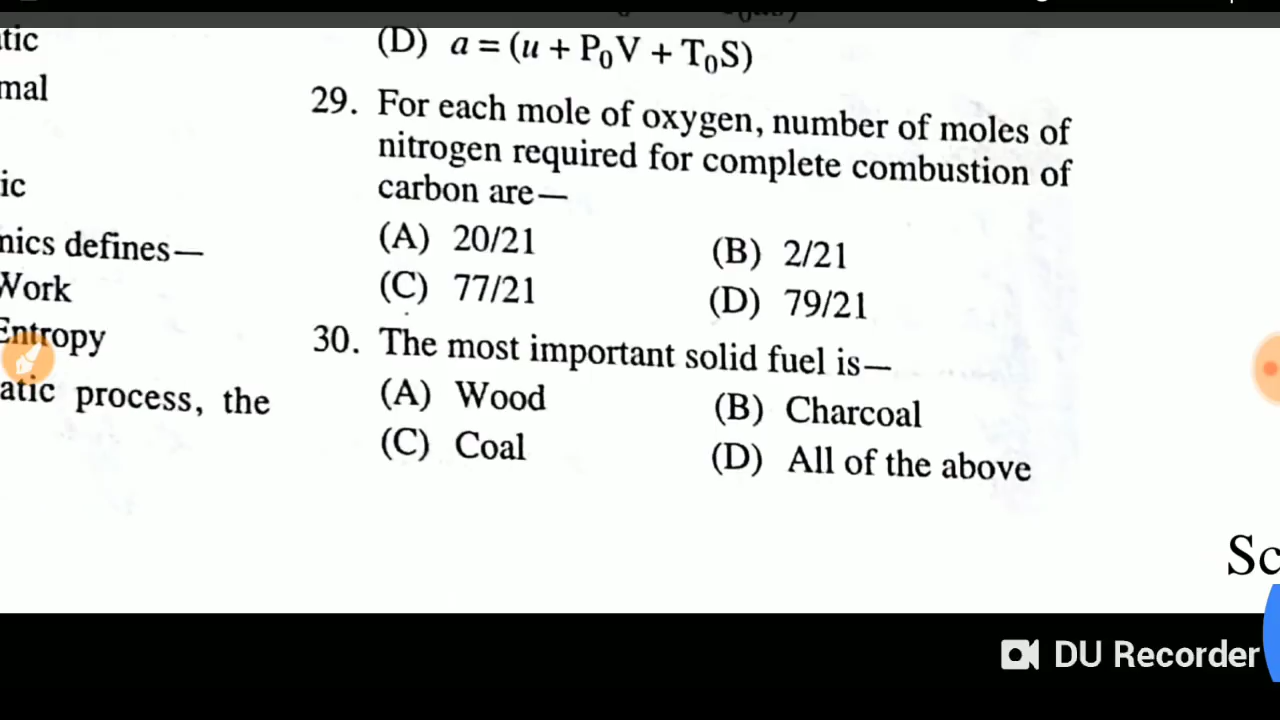 tic
mal
ic
nics defines—
Work
Entropy
atic process, the
(D) a = (u + P₀V + T₀S)
29. For each mole of oxygen, number of moles of
nitrogen required for complete combustion of
carbon are—
(A) 20/21 (B) 2/21
(C) 77/21 (D) 79/21
30. The most important solid fuel is—
(A) Wood (B) Charcoal
(C) Coal (D) All of the above
Sc
DU Recorder